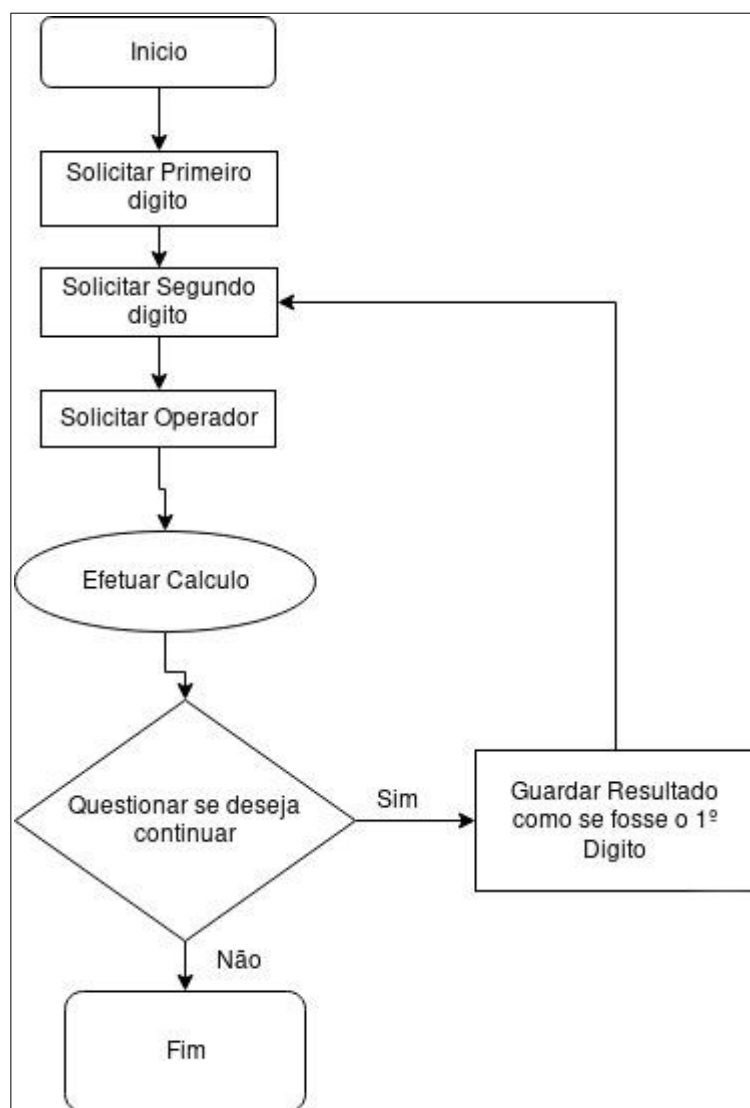 Inicio
Solicitar Primeiro
digito
Solicitar Segundo
digito
Solicitar Operador
Efetuar Calculo
Questionar se deseja
continuar
Sim
Guardar Resultado
como se fosse o 1º
Digito
Não
Fim